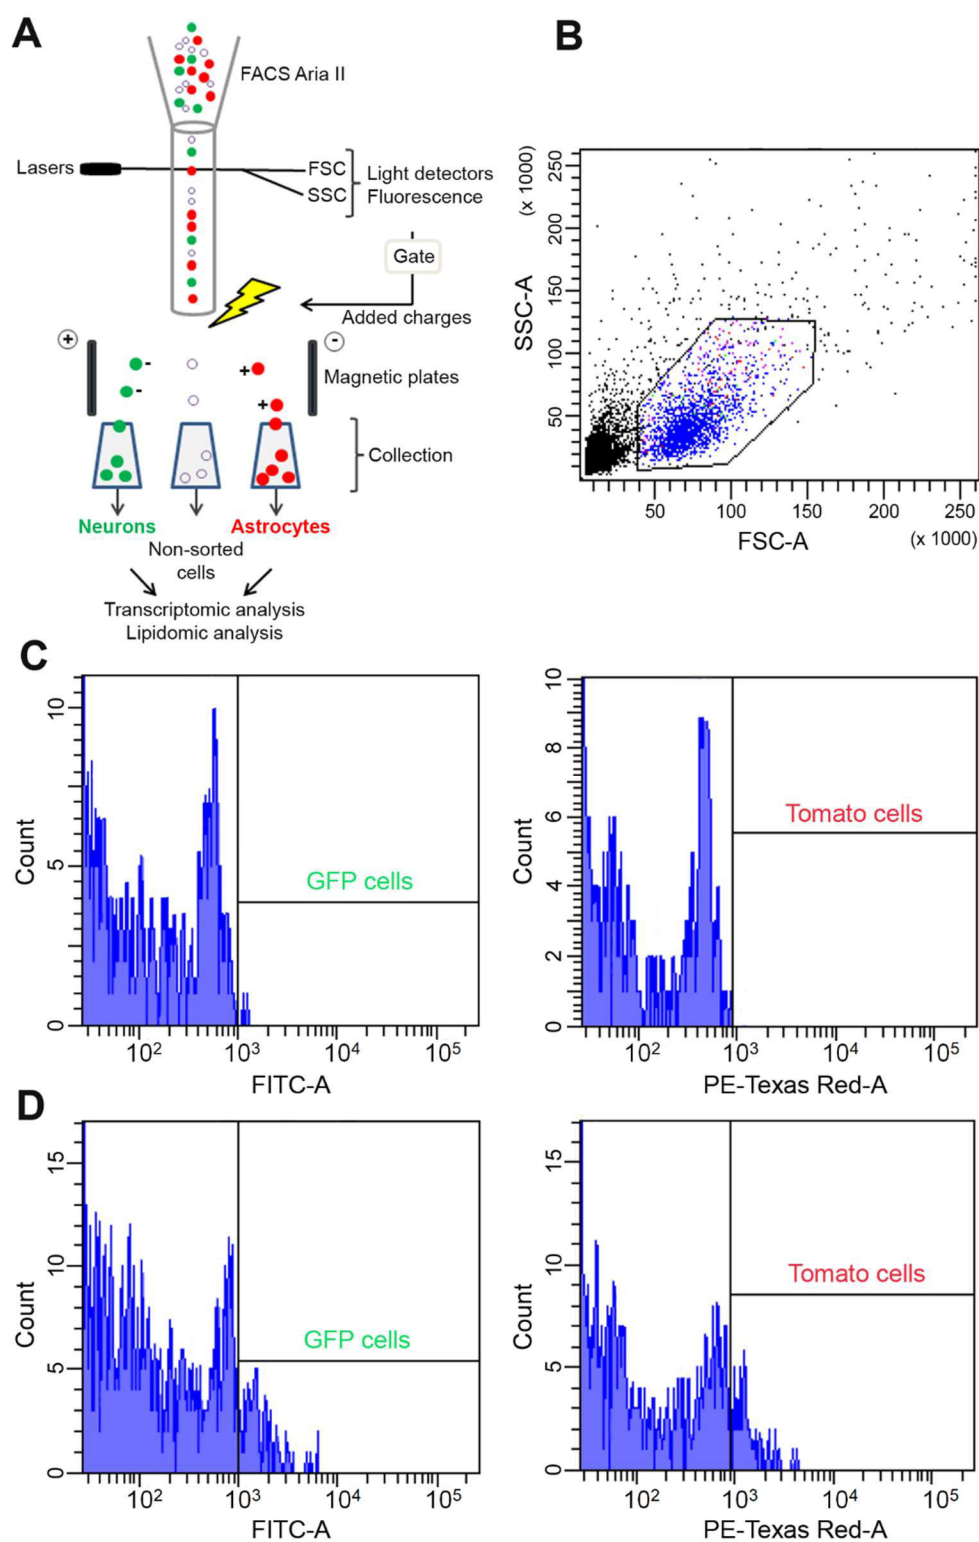 A
FACS Aria II
Lasers
FSC
SSC
Light detectors
Fluorescence
Gate
Added charges
+
-
-
-
+
+
Magnetic plates
Collection
Neurons
Astrocytes
Non-sorted
cells
Transcriptomic analysis
Lipidomic analysis
B
(x 1000)
SSC-A
250
200
150
100
50
50
100
150
200
250
FSC-A
(x 1000)
C
Count
10
5
0
GFP cells
10²
10³
10⁴
10⁵
FITC-A
Count
10
8
6
4
2
0
Tomato cells
10²
10³
10⁴
10⁵
PE-Texas Red-A
D
Count
15
10
5
0
GFP cells
10²
10³
10⁴
10⁵
FITC-A
Count
15
10
5
0
Tomato cells
10²
10³
10⁴
10⁵
PE-Texas Red-A